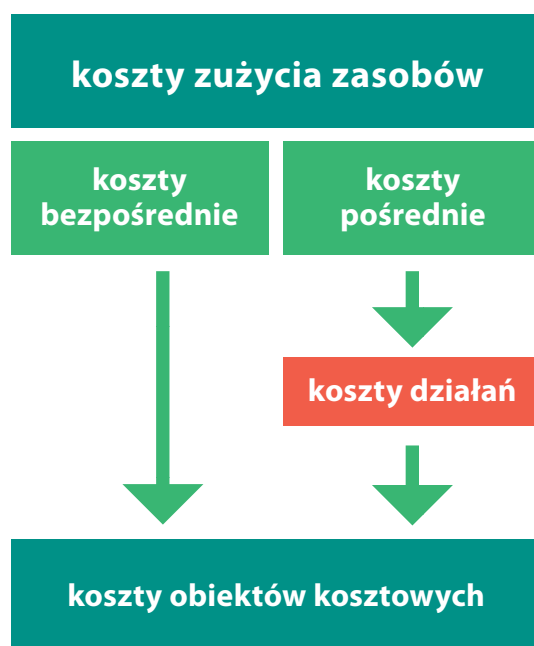 koszty zużycia zasobów
koszty
bezpośrednie
koszty
pośrednie
koszty działań
koszty obiektów kosztowych